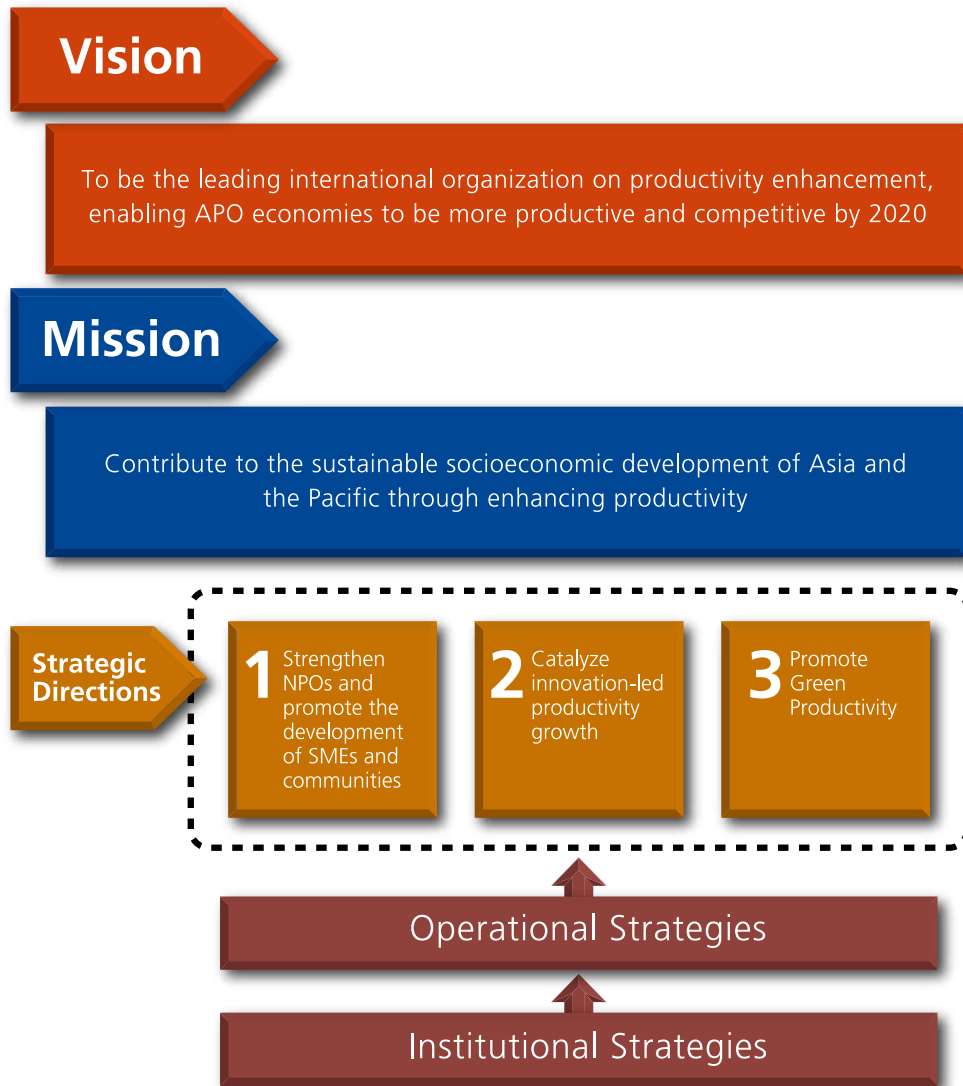 Vision
To be the leading international organization on productivity enhancement,
enabling APO economies to be more productive and competitive by 2020
Mission
Contribute to the sustainable socioeconomic development of Asia and
the Pacific through enhancing productivity
Strategic
Directions
1 Strengthen
NPOs and
promote the
development
of SMEs and
communities
2 Catalyze
innovation-led
productivity
growth
3 Promote
Green
Productivity
Operational Strategies
Institutional Strategies